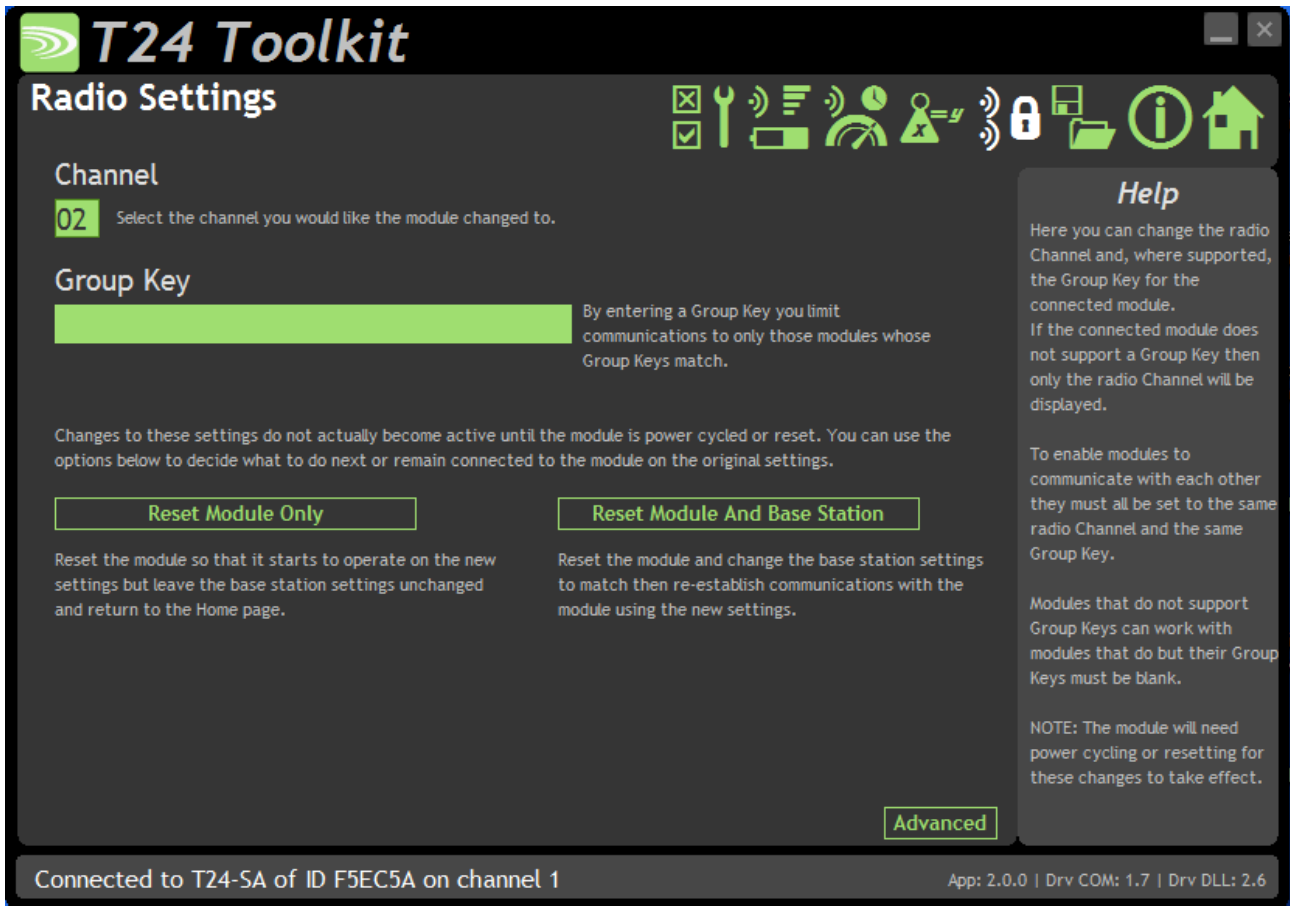 T24 Toolkit
Radio Settings
x
=y
Channel
02
Select the channel you would like the module changed to.
Group Key
By entering a Group Key you limit
communications to only those modules whose
Group Keys match.
Changes to these settings do not actually become active until the module is power cycled or reset. You can use the
options below to decide what to do next or remain connected to the module on the original settings.
Reset Module Only
Reset the module so that it starts to operate on the new
settings but leave the base station settings unchanged
and return to the Home page.
Reset Module And Base Station
Reset the module and change the base station settings
to match then re-establish communications with the
module using the new settings.
Advanced
Help
Here you can change the radio
Channel and, where supported,
the Group Key for the
connected module.
If the connected module does
not support a Group Key then
only the radio Channel will be
displayed.
To enable modules to
communicate with each other
they must all be set to the same
radio Channel and the same
Group Key.
Modules that do not support
Group Keys can work with
modules that do but their Group
Keys must be blank.
NOTE: The module will need
power cycling or resetting for
these changes to take effect.
Connected to T24-SA of ID F5EC5A on channel 1
App: 2.0.0 | Drv COM: 1.7 | Drv DLL: 2.6